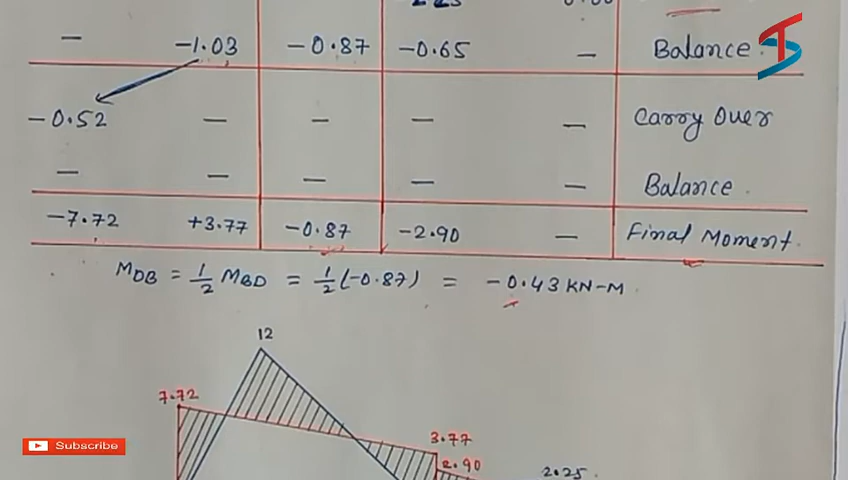 — -1.03 -0.87 -0.65 — Balance.
-0.52 — — — — Carry Over
— — — — — Balance.
-7.72 +3.77 -0.87 -2.90 — Final Moment.
MDB = 1/2 MBD = 1/2 (-0.87) = -0.43 KN-M
12
7.72
3.77
2.90
2.25.
Subscribe